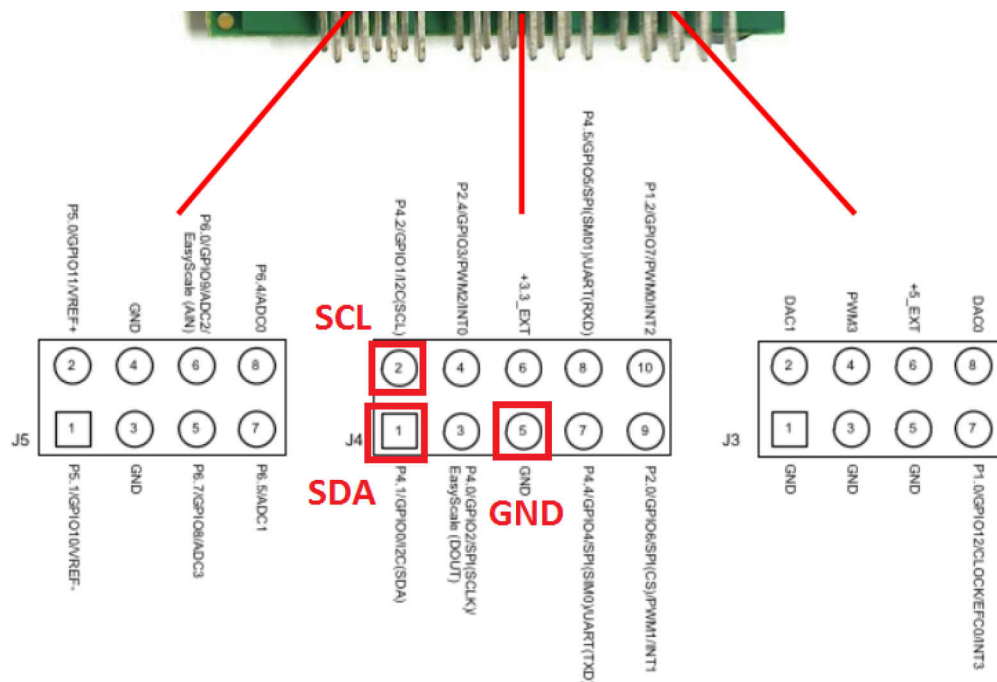 P5.0/GPIO11/VREF+
GND
P6.0/GPIO9/ADC2/
EasyScale (AIN)
P6.4/ADC0
2
4
6
8
J5
1
3
5
7
P5.1/GPIO10/VREF-
GND
P6.7/GPIO8/ADC3
P6.5/ADC1
P4.2/GPIO1/I2C(SCL)
P2.4/GPIO3/PWM2/INT0
+3.3_EXT
P4.5/GPIO5/SPI(SM01)/UART(RXD)
P1.2/GPIO7/PWM0/INT2
SCL
2
4
6
8
10
J4
1
3
5
7
9
SDA
GND
P4.1/GPIO0/I2C(SDA)
P4.0/GPIO2/SPI(SCLK)/
EasyScale (DOUT)
GND
P4.4/GPIO4/SPI(SIM0)/UART(TXD)
P2.0/GPIO6/SPI(CS)/PWM1/INT1
DAC1
PWM3
+5_EXT
DAC0
2
4
6
8
J3
1
3
5
7
GND
GND
GND
P1.0/GPIO12/CLOCK/EFC0/INT3